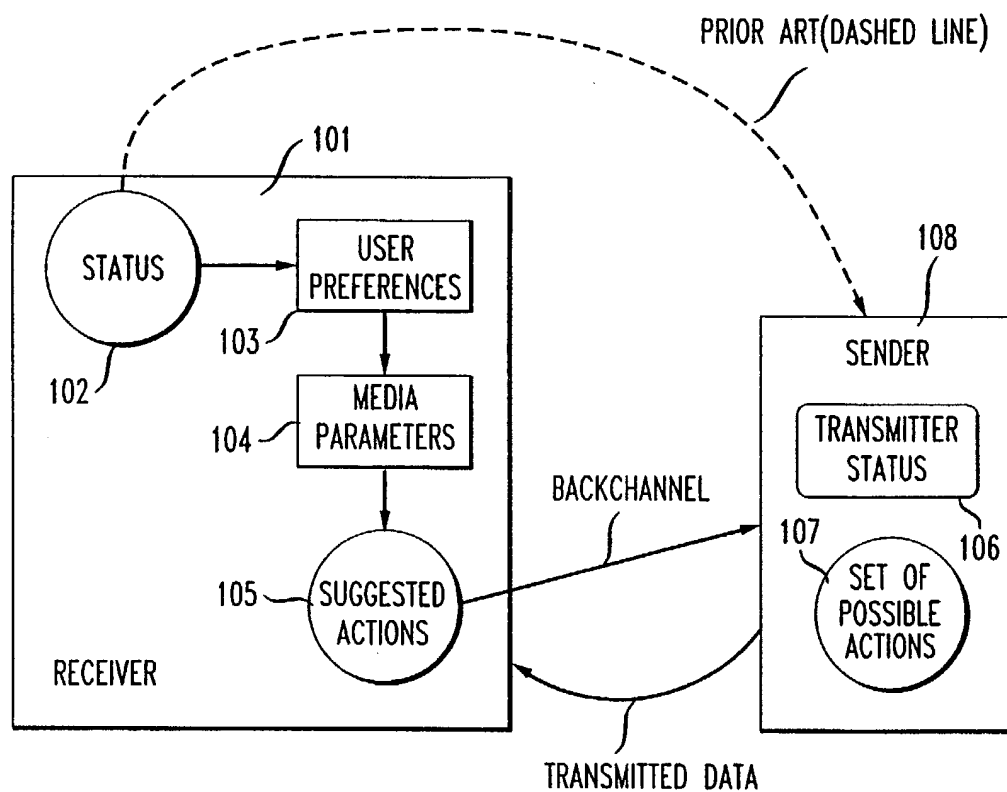 PRIOR ART(DASHED LINE)
101
STATUS
USER
PREFERENCES
102
103
MEDIA
PARAMETERS
104
105
SUGGESTED
ACTIONS
RECEIVER
BACKCHANNEL
TRANSMITTED DATA
108
SENDER
TRANSMITTER
STATUS
106
107
SET OF
POSSIBLE
ACTIONS